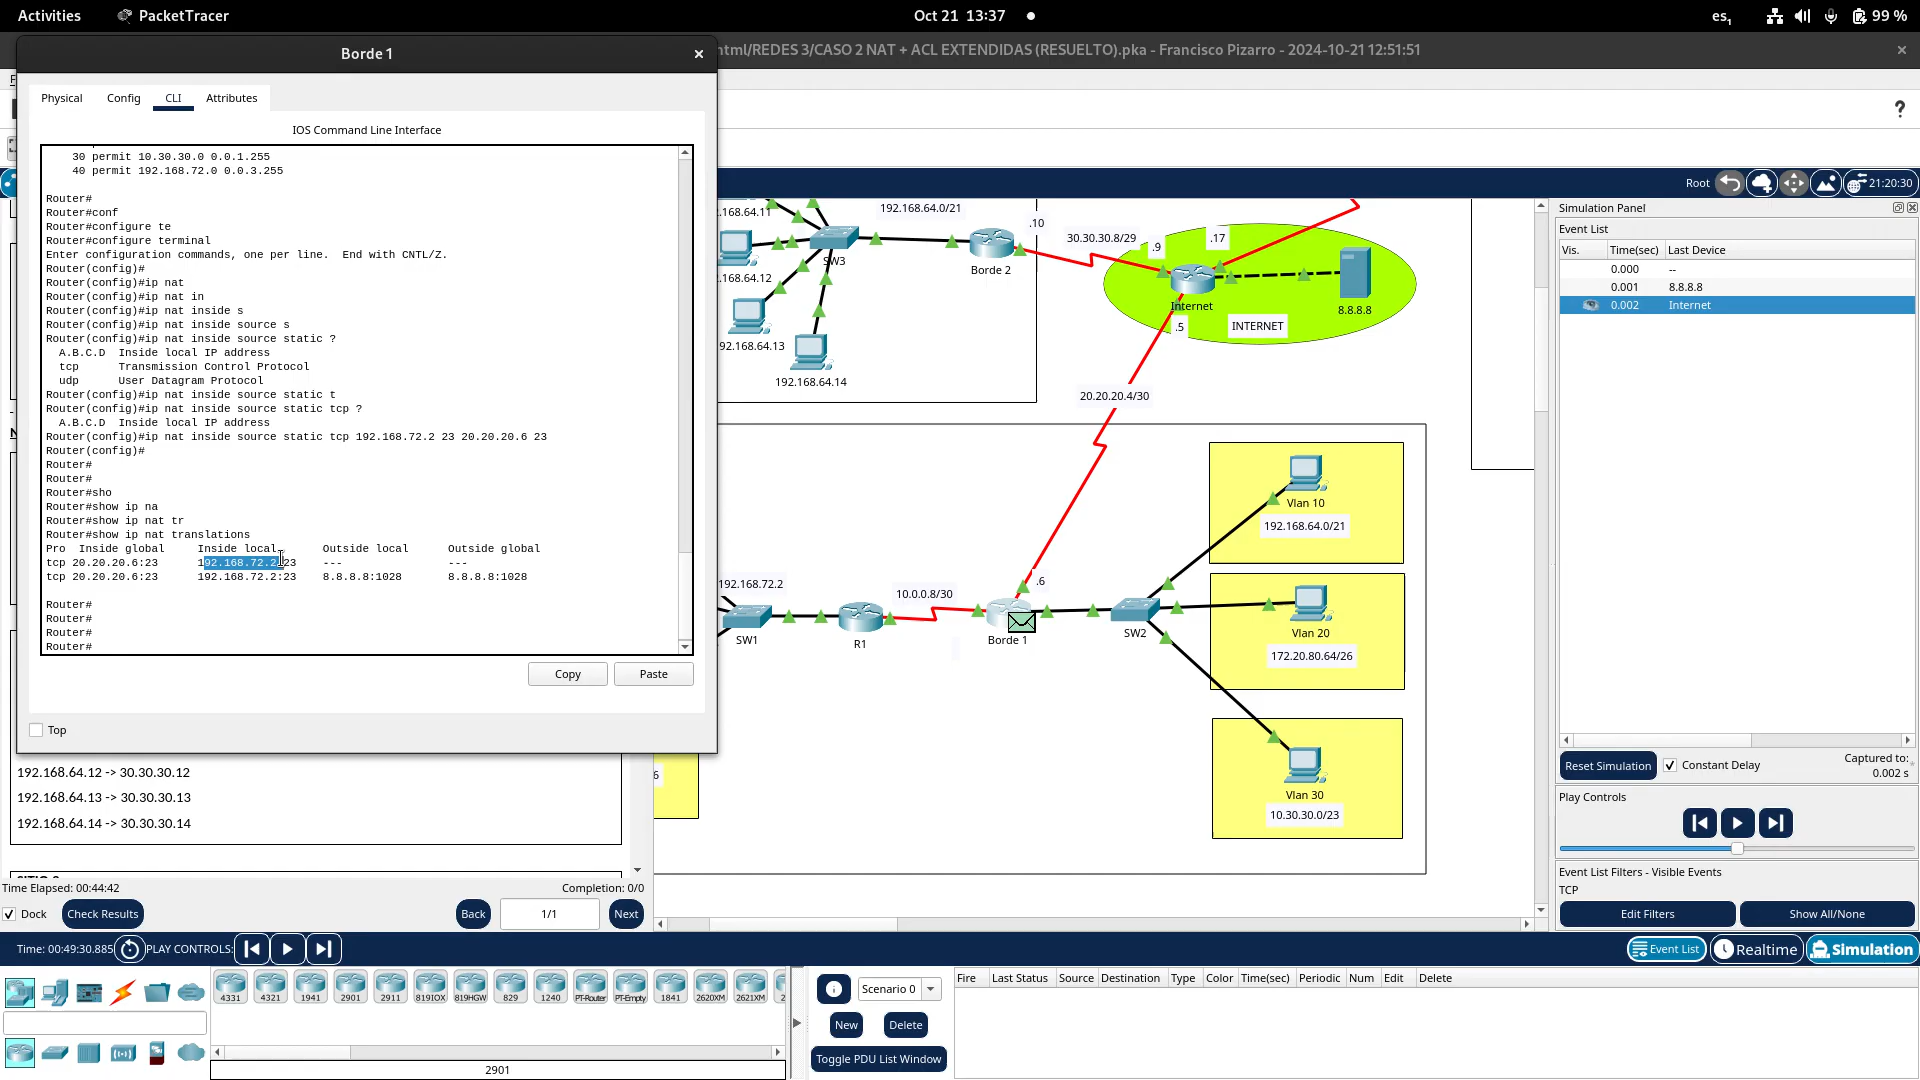 Activities
PacketTracer
Oct 21 13:37
es,
99 %
Borde 1
tml/REDES 3/CASO 2 NAT + ACL EXTENDIDAS (RESUELTO).pka - Francisco Pizarro - 2024-10-21 12:51:51
Physical
Config
CLI
Attributes
IOS Command Line Interface
30 permit 10.30.30.0 0.0.1.255
40 permit 192.168.72.0 0.0.3.255
Router#
Router#conf
Router#configure te
Router#configure terminal
Enter configuration commands, one per line.  End with CNTL/Z.
Router(config)#
Router(config)#ip nat
Router(config)#ip nat in
Router(config)#ip nat inside s
Router(config)#ip nat inside source s
Router(config)#ip nat inside source static ?
A.B.C.D  Inside local IP address
tcp      Transmission Control Protocol
udp      User Datagram Protocol
Router(config)#ip nat inside source static t
Router(config)#ip nat inside source static tcp ?
A.B.C.D  Inside local IP address
Router(config)#ip nat inside source static tcp 192.168.72.2 23 20.20.20.6 23
Router(config)#
Router#
Router#
Router#sho
Router#show ip na
Router#show ip nat tr
Router#show ip nat translations
Pro  Inside global     Inside local       Outside local      Outside global
tcp 20.20.20.6:23      192.168.72.2:23    ---                ---
tcp 20.20.20.6:23      192.168.72.2:23    8.8.8.8:1028       8.8.8.8:1028
Router#
Router#
Router#
Router#
Copy
Paste
Top
192.168.64.12 -> 30.30.30.12
192.168.64.13 -> 30.30.30.13
192.168.64.14 -> 30.30.30.14
Time Elapsed: 00:44:42
Completion: 0/0
Dock
Check Results
Back
1/1
Next
Root
21:20:30
.168.64.11
192.168.64.0/21
.10
30.30.30.8/29
.9
.17
SW3
Borde 2
92.168.64.12
Internet
8.8.8.8
.5
INTERNET
92.168.64.13
192.168.64.14
20.20.20.4/30
Vlan 10
192.168.64.0/21
192.168.72.2
10.0.0.8/30
.6
SW1
R1
Borde 1
SW2
Vlan 20
172.20.80.64/26
6
Vlan 30
10.30.30.0/23
Simulation Panel
Event List
Vis.
Time(sec)
Last Device
0.000
--
0.001
8.8.8.8
0.002
Internet
Reset Simulation
Constant Delay
Captured to:
0.002 s
Play Controls
Event List Filters - Visible Events
TCP
Edit Filters
Show All/None
Time: 00:49:30.885
PLAY CONTROLS:
Event List
Realtime
Simulation
4331
4321
1941
2901
2911
819IOX
819HGW
829
1240
PT-Router
PT-Empty
1841
2620XM
2621XM
2
2901
Scenario 0
New
Delete
Toggle PDU List Window
Fire
Last Status
Source
Destination
Type
Color
Time(sec)
Periodic
Num
Edit
Delete